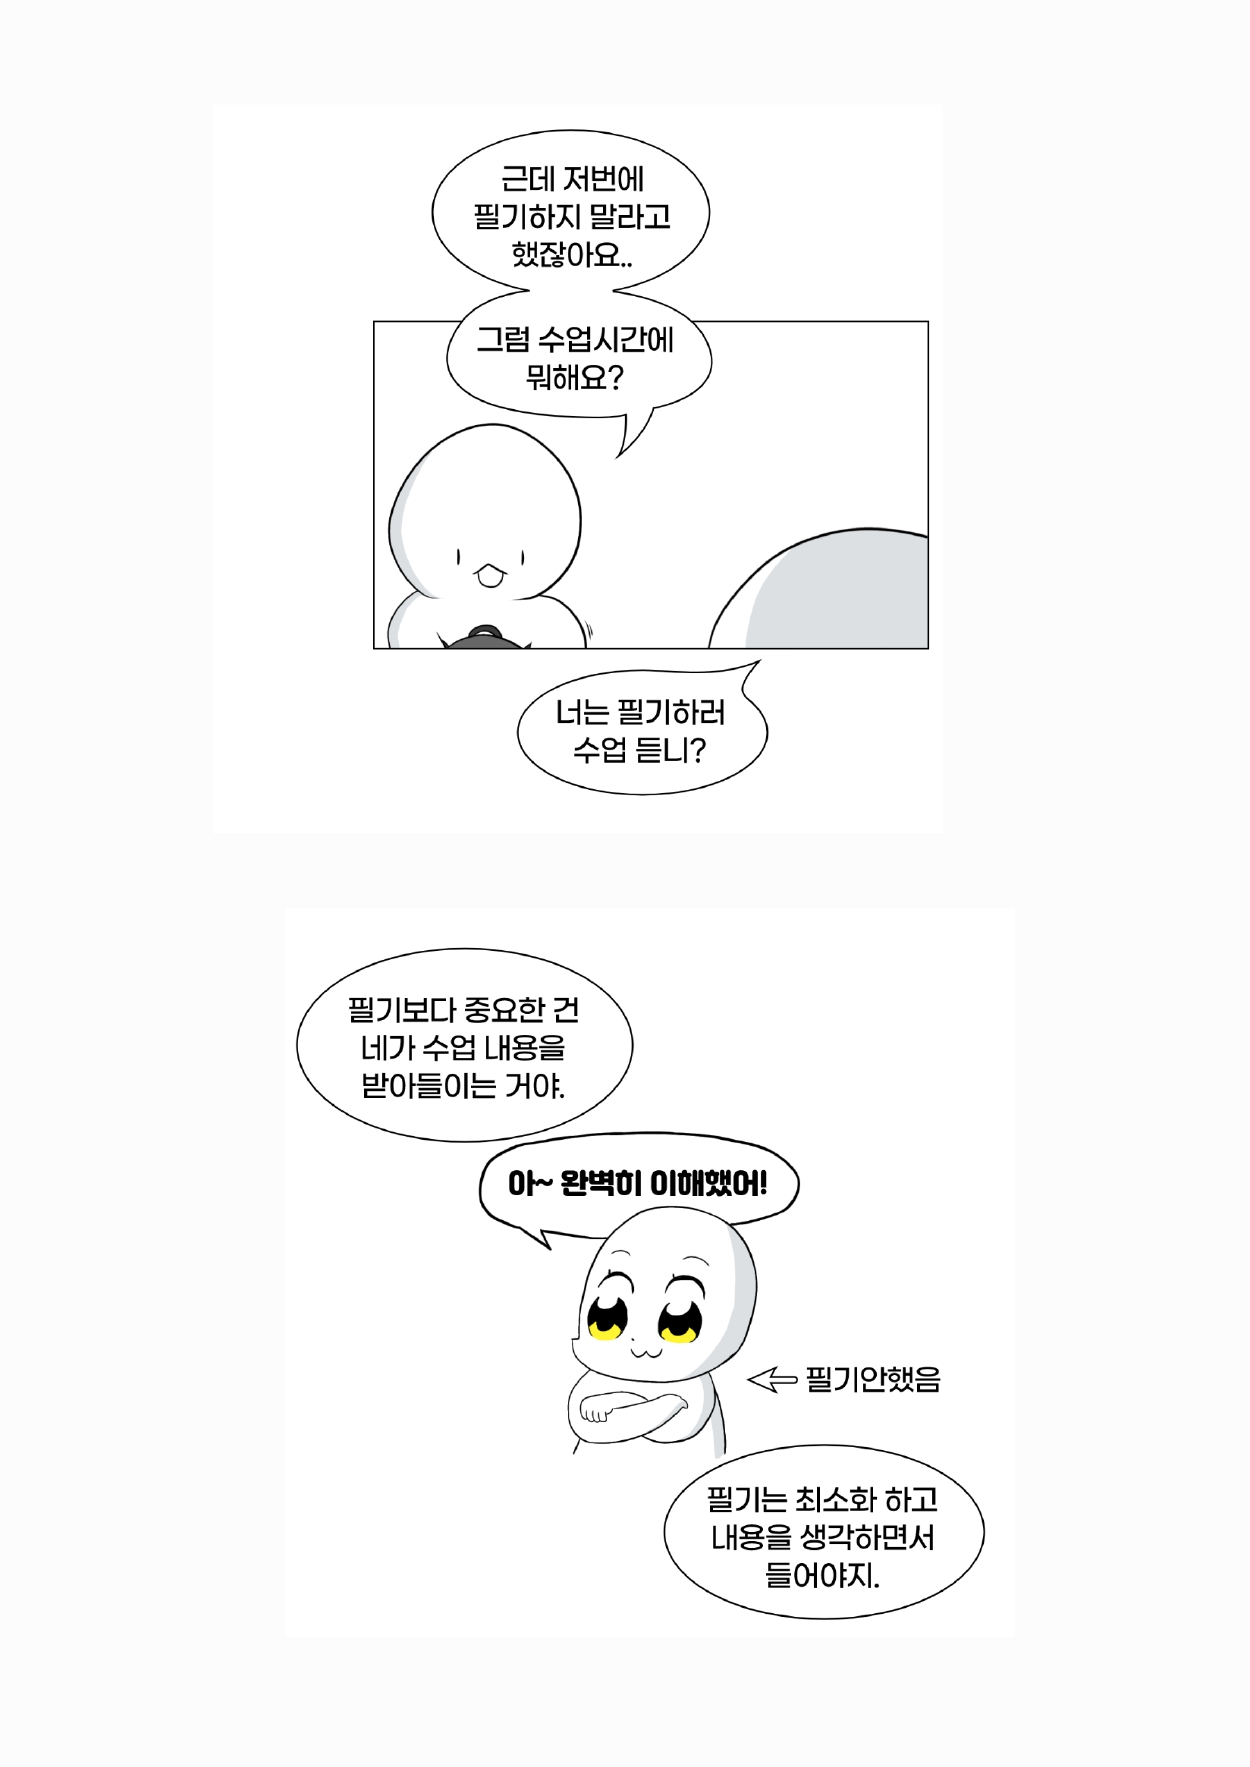 근데 저번에
필기하지 말라고
했잖아요..
그럼 수업시간에
뭐해요?
너는 필기하러
수업 듣니?
필기보다 중요한 건
네가 수업 내용을
받아들이는 거야.
아~ 완벽히 이해했어!
필기안했음
필기는 최소화 하고
내용을 생각하면서
들어야지.